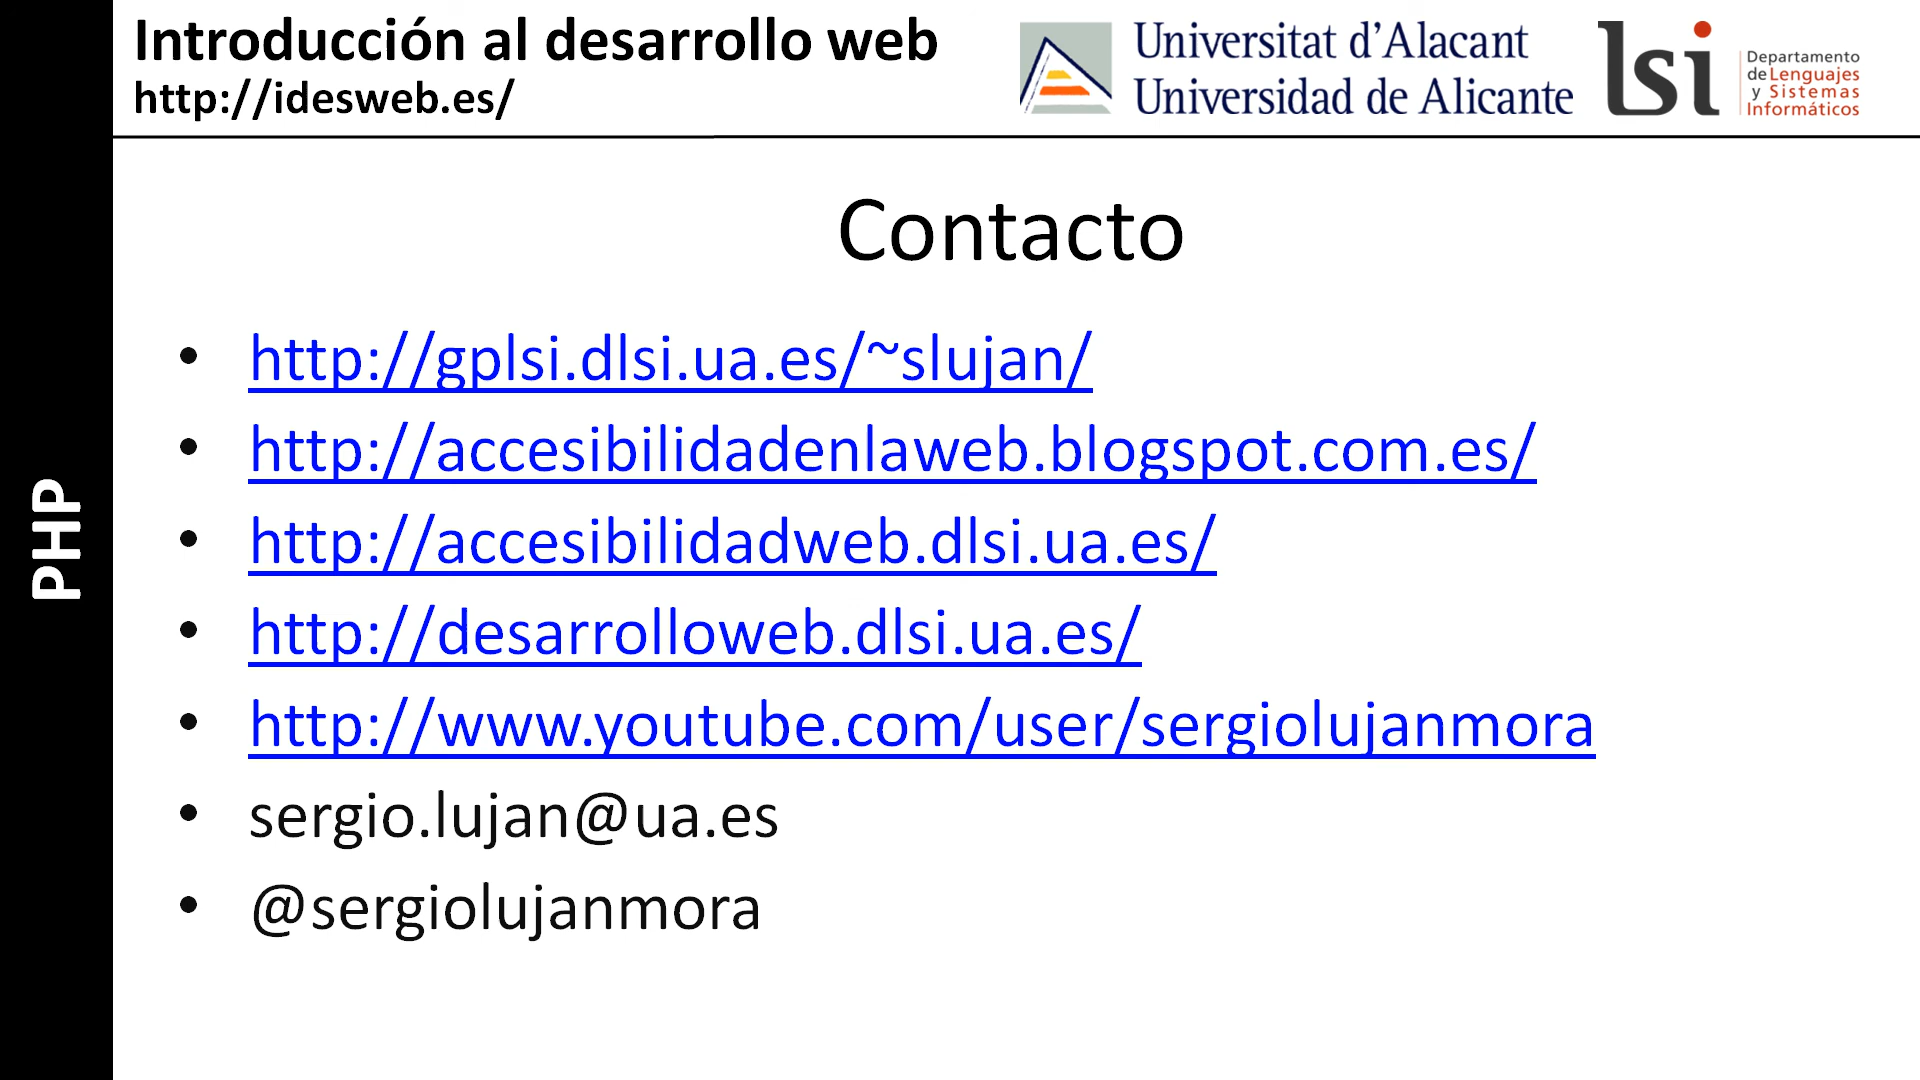 Introducción al desarrollo web
http://idesweb.es/
Universitat d'Alacant
Universidad de Alicante
lsi
Departamento
de Lenguajes
y Sistemas
Informáticos
PHP
Contacto
• http://gplsi.dlsi.ua.es/~slujan/
• http://accesibilidadenlaweb.blogspot.com.es/
• http://accesibilidadweb.dlsi.ua.es/
• http://desarrolloweb.dlsi.ua.es/
• http://www.youtube.com/user/sergiolujanmora
• sergio.lujan@ua.es
• @sergiolujanmora